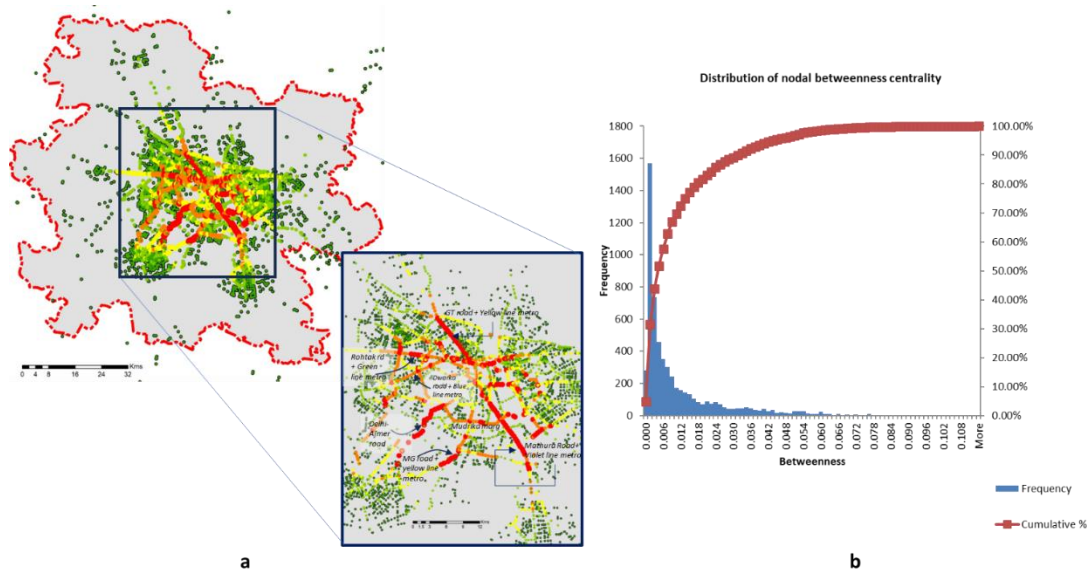 Kms
0 4 8 16 24 32
GT road + Yellow line metro
Rohtak rd
+ Green
line metro
Dwarka
road + Blue
line metro
Delhi-
Ajmer
road
Mudrika marg
MG road +
yellow line
metro
Mathura Road +
Violet line metro
Kms
a
Distribution of nodal betweenness centrality
1800
1600
1400
1200
1000
800
600
400
200
0
Frequency
100.00%
90.00%
80.00%
70.00%
60.00%
50.00%
40.00%
30.00%
20.00%
10.00%
0.00%
0.000
0.006
0.012
0.018
0.024
0.030
0.036
0.042
0.048
0.054
0.060
0.066
0.072
0.078
0.084
0.090
0.096
0.102
0.108
More
Betweenness
Frequency
Cumulative %
b